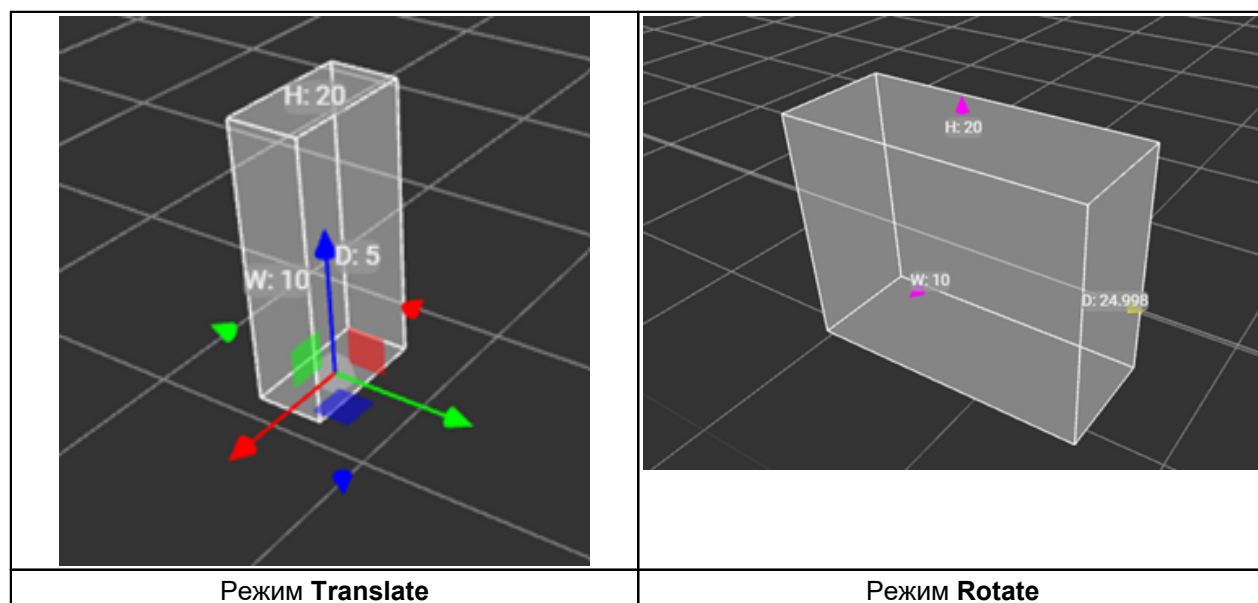 H: 20
W: 10
D: 5
H: 20
W: 10
D: 24.998
Режим Translate
Режим Rotate